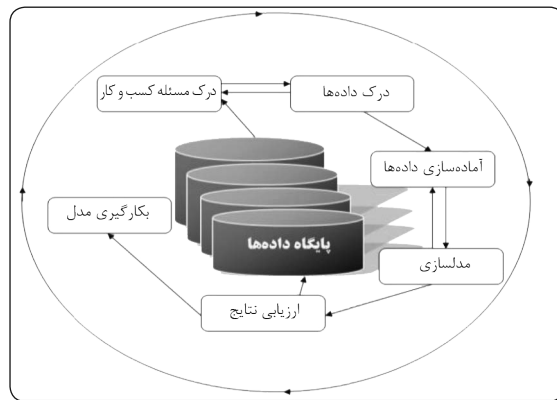 درک مسئله کسب و کار
درک داده‌ها
آماده‌سازی داده‌ها
بکارگیری مدل
پایگاه داده‌ها
مدلسازی
ارزیابی نتایج